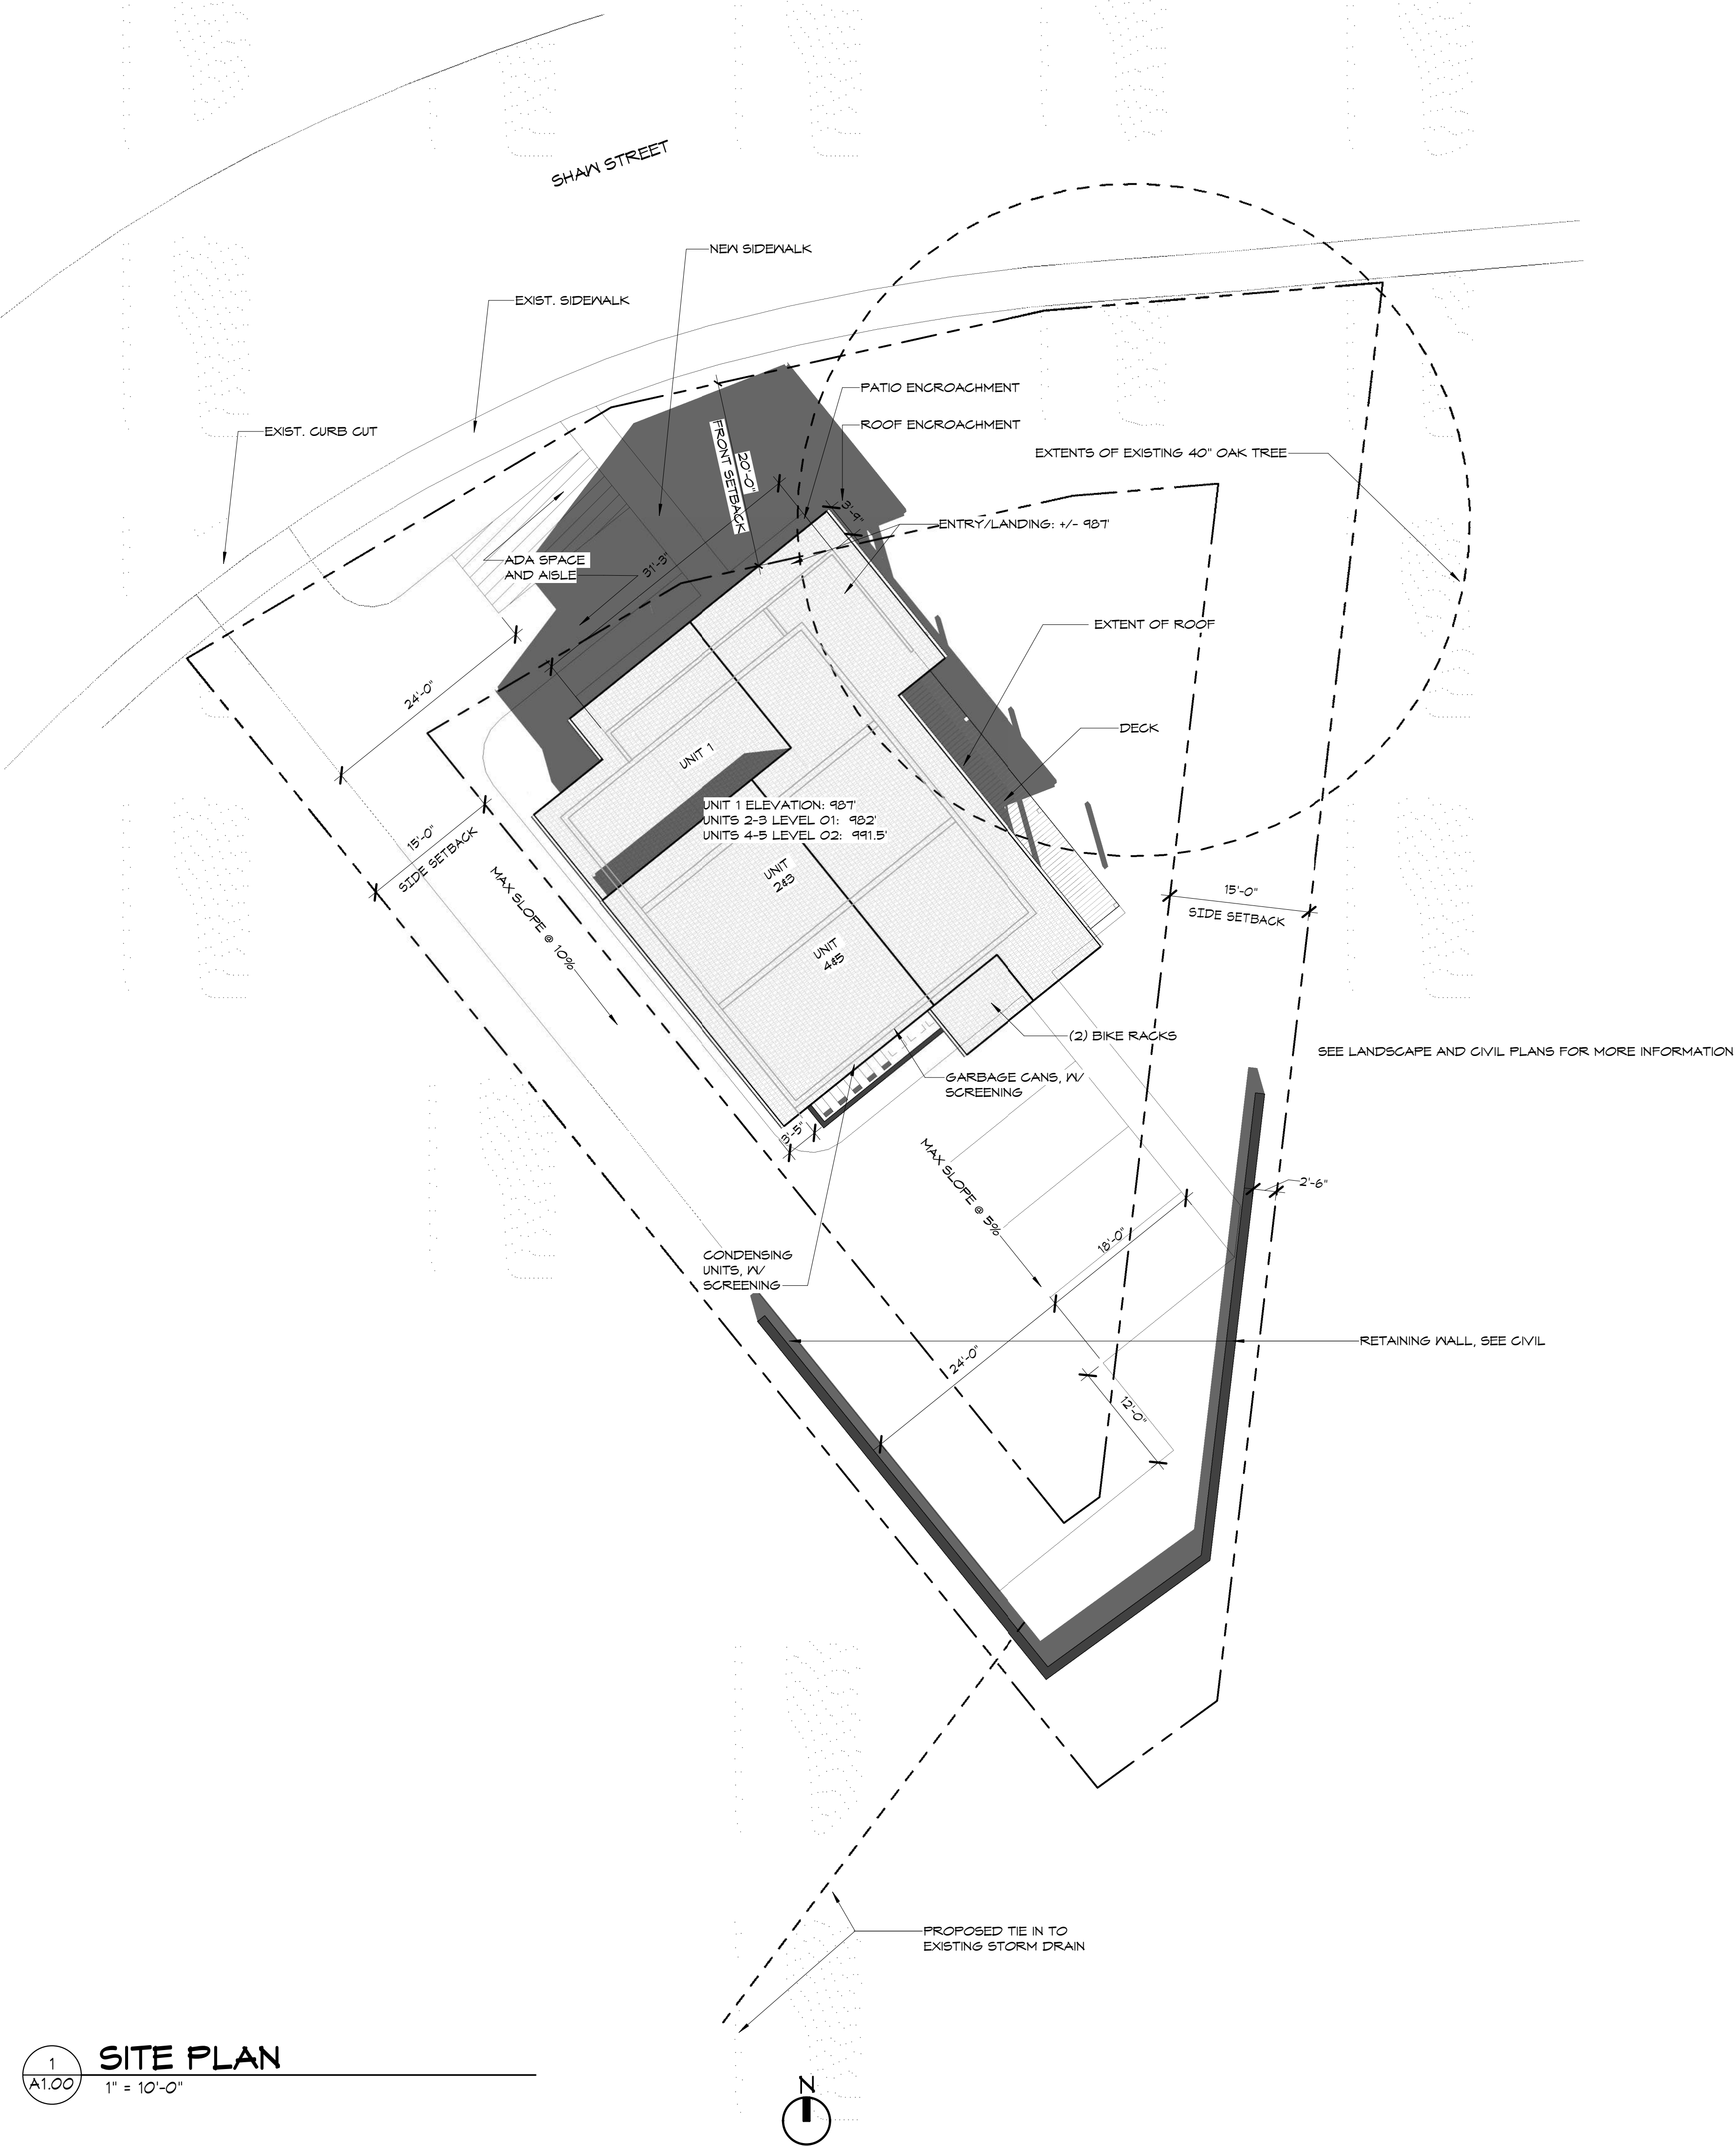 SHAW STREET
NEW SIDEWALK
EXIST. SIDEWALK
PATIO ENCROACHMENT
ROOF ENCROACHMENT
EXIST. CURB CUT
EXTENTS OF EXISTING 40" OAK TREE
20'-0"
FRONT SETBACK
3'-9"
ENTRY/LANDING: +/- 987'
ADA SPACE
AND AISLE
31'-3"
EXTENT OF ROOF
24'-0"
DECK
UNIT 1
UNIT 1 ELEVATION: 987'
UNITS 2-3 LEVEL 01: 982'
UNITS 4-5 LEVEL 02: 991.5'
15'-0"
SIDE SETBACK
UNIT
2&3
15'-0"
SIDE SETBACK
MAX SLOPE @ 10%
UNIT
4&5
(2) BIKE RACKS
SEE LANDSCAPE AND CIVIL PLANS FOR MORE INFORMATION
GARBAGE CANS, W/
SCREENING
3'-5"
MAX SLOPE @ 5%
2'-6"
18'-0"
CONDENSING
UNITS, W/
SCREENING
RETAINING WALL, SEE CIVIL
24'-0"
12'-0"
PROPOSED TIE IN TO
EXISTING STORM DRAIN
1
A1.00
SITE PLAN
1" = 10'-0"
N